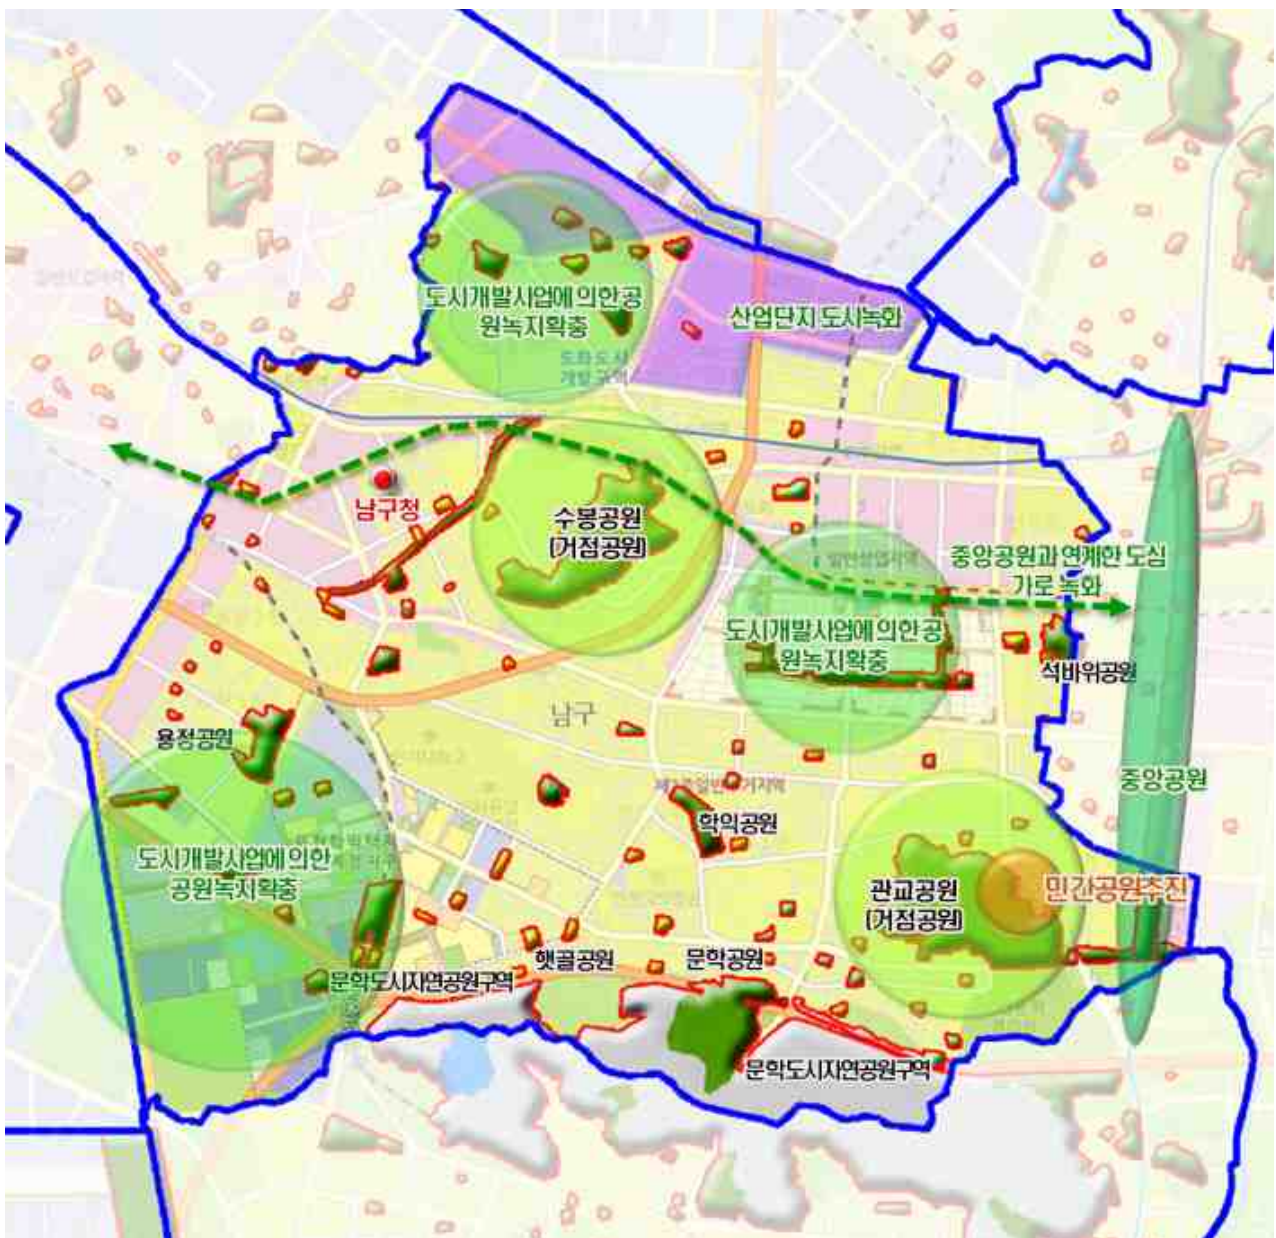 도시개발사업에 의한 공
원녹지확충
산업단지 도시녹화
도화도시
개발구역
남구청
수봉공원
(거점공원)
일반상업지역
중앙공원과 연계한 도심
가로 녹화
도시개발사업에 의한 공
원녹지확충
석바위공원
남구
용정공원
중앙공원
학익공원
도시개발사업에 의한
공원녹지확충
관교공원
(거점공원)
민간공원추진
햇골공원
문학공원
문학도시자연공원구역
문학도시자연공원구역